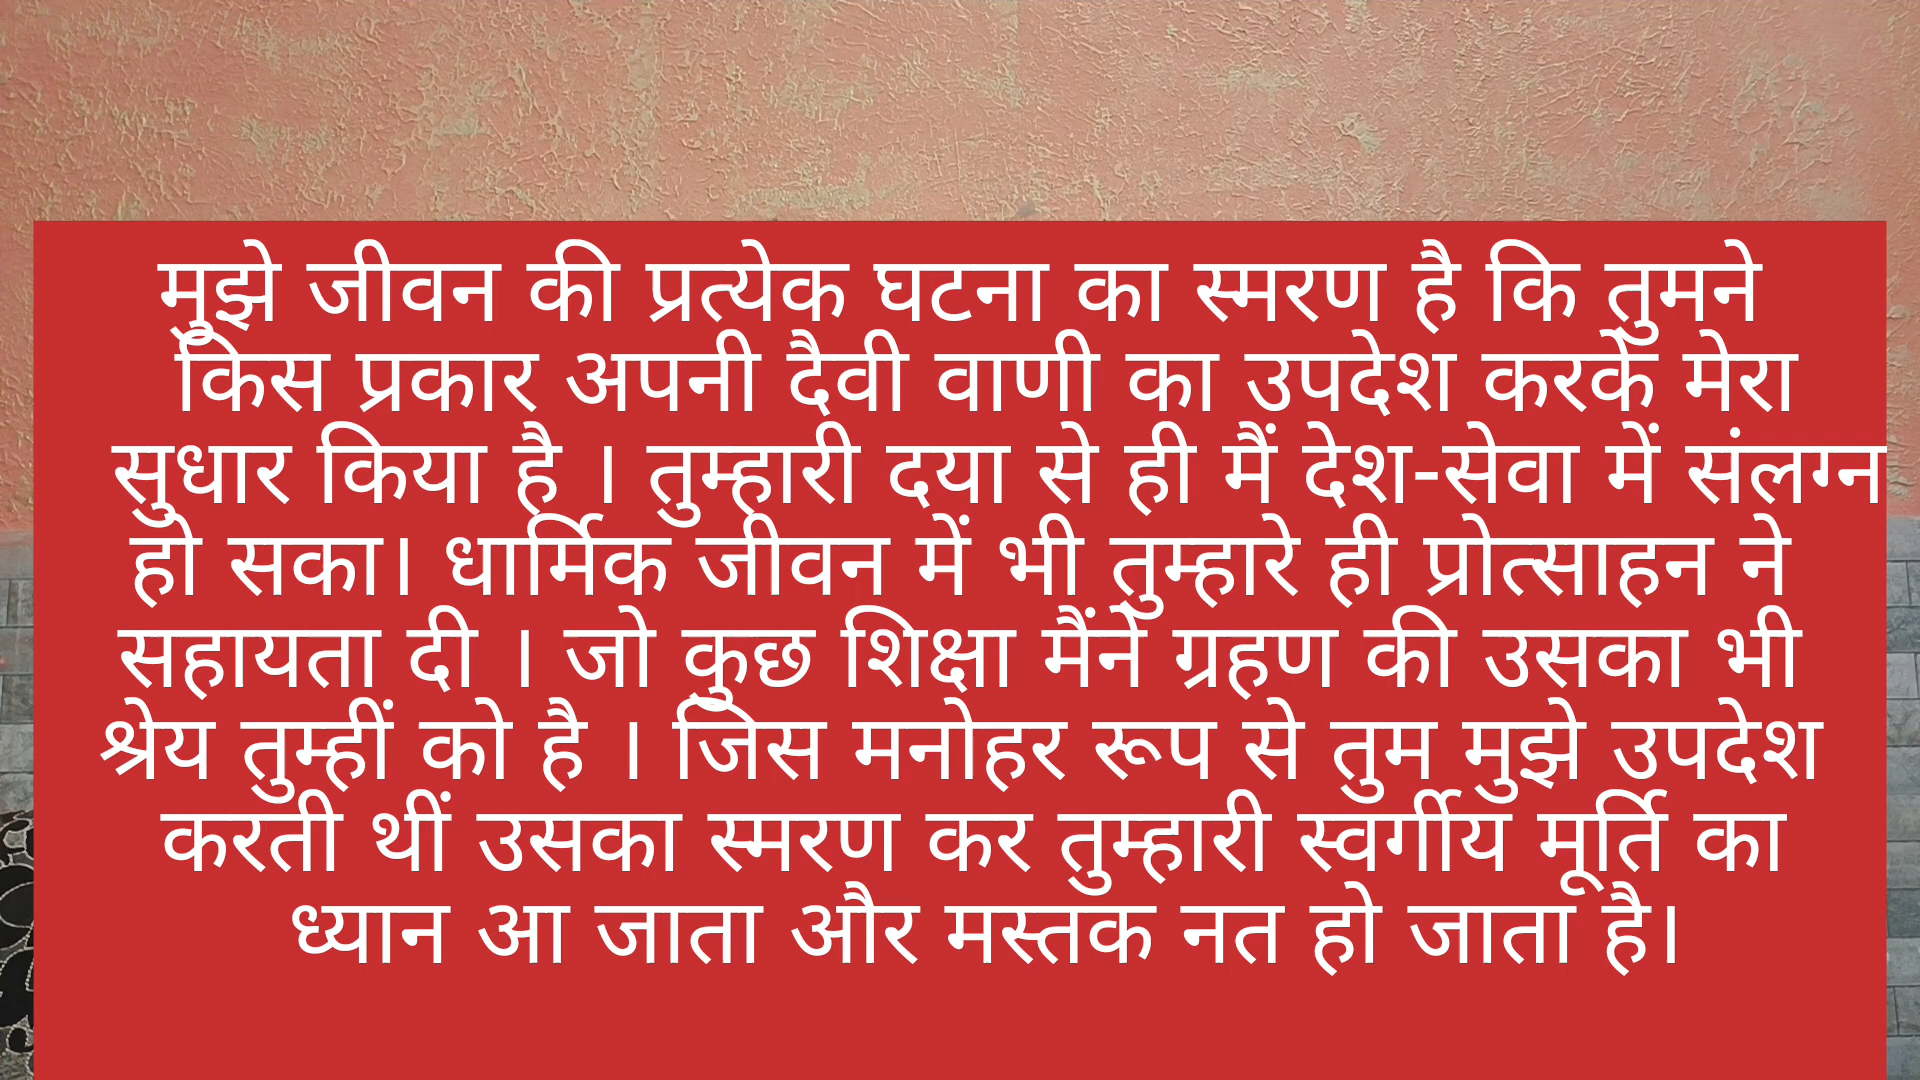 मुझे जीवन की प्रत्येक घटना का स्मरण है कि तुमने
किस प्रकार अपनी दैवी वाणी का उपदेश करके मेरा
सुधार किया है । तुम्हारी दया से ही मैं देश-सेवा में संलग्न
हो सका। धार्मिक जीवन में भी तुम्हारे ही प्रोत्साहन ने
सहायता दी । जो कुछ शिक्षा मैंने ग्रहण की उसका भी
श्रेय तुम्हीं को है । जिस मनोहर रूप से तुम मुझे उपदेश
करती थीं उसका स्मरण कर तुम्हारी स्वर्गीय मूर्ति का
ध्यान आ जाता और मस्तक नत हो जाता है।